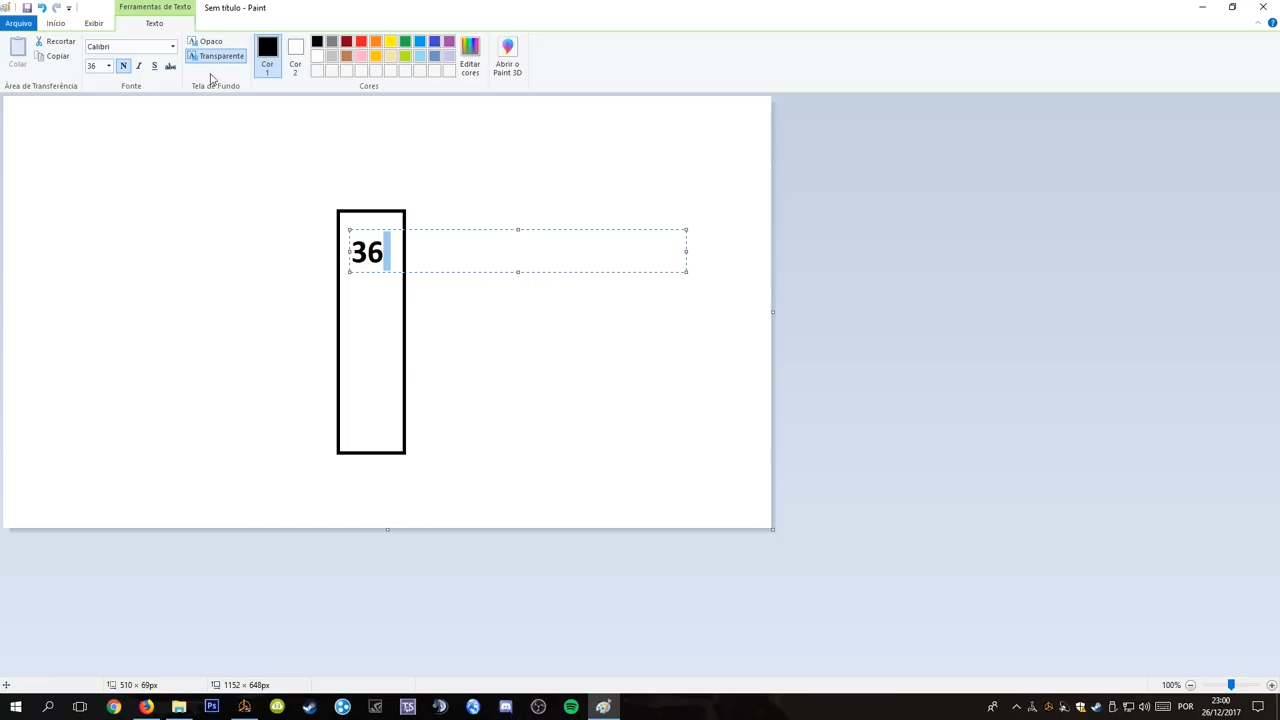 Ferramentas de Texto
Sem título - Paint
Arquivo
Início
Exibir
Texto
Colar
Recortar
Copiar
Área de Transferência
Calibri
36
N
I
S
abc
Fonte
Opaco
Transparente
Tela de Fundo
Cor
1
Cor
2
Cores
Editar
cores
Abrir o
Paint 3D
36
510 × 69px
1152 × 648px
100%
Ps
POR
23:00
26/12/2017